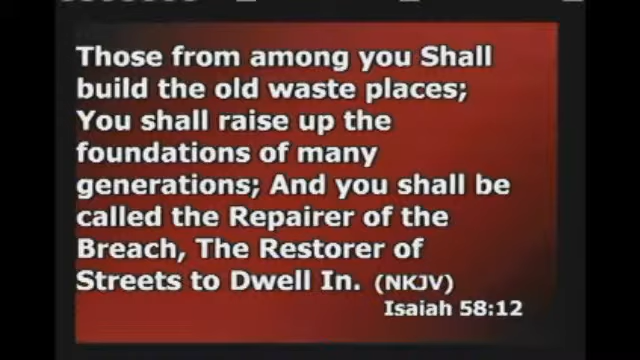 Those from among you Shall
build the old waste places;
You shall raise up the
foundations of many
generations; And you shall be
called the Repairer of the
Breach, The Restorer of
Streets to Dwell In. (NKJV)
Isaiah 58:12